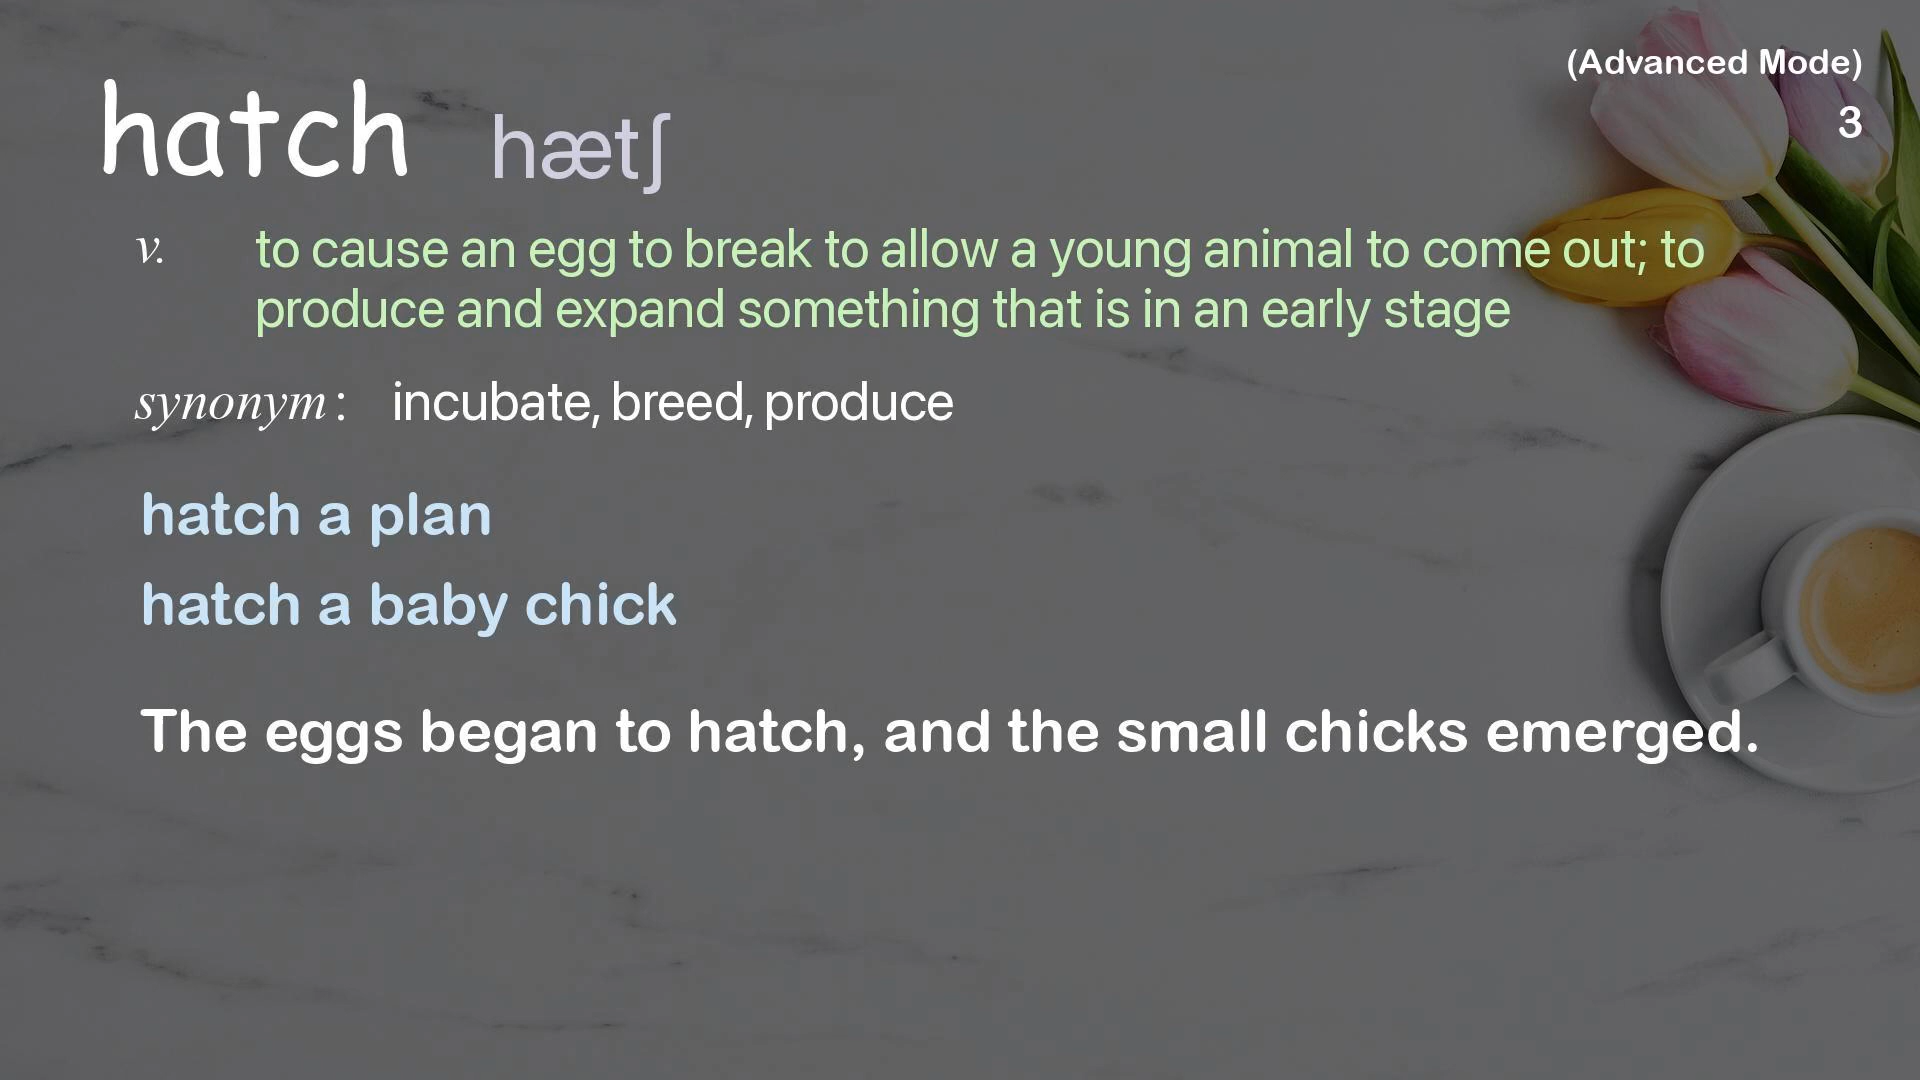 (Advanced Mode)
3
hatch hætʃ
v. to cause an egg to break to allow a young animal to come out; to
produce and expand something that is in an early stage
synonym : incubate, breed, produce
hatch a plan
hatch a baby chick
The eggs began to hatch, and the small chicks emerged.